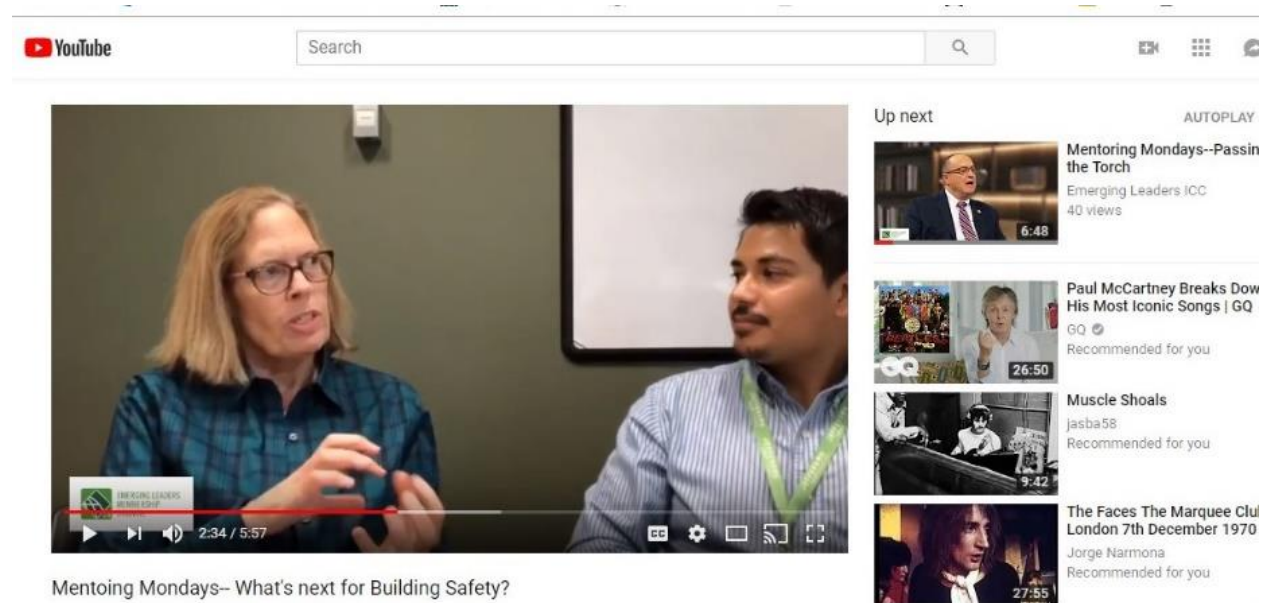 YouTube
Search
EMERGING LEADERS
MEMBERSHIP
2:34 / 5:57
CC
Mentoing Mondays-- What's next for Building Safety?
Up next
AUTOPLAY
Mentoring Mondays--Passin
the Torch
Emerging Leaders ICC
40 views
6:48
Paul McCartney Breaks Dow
His Most Iconic Songs | GQ
GQ
Recommended for you
GQ
26:50
Muscle Shoals
jasba58
Recommended for you
9:42
The Faces The Marquee Clu
London 7th December 1970
Jorge Narmona
Recommended for you
27:55